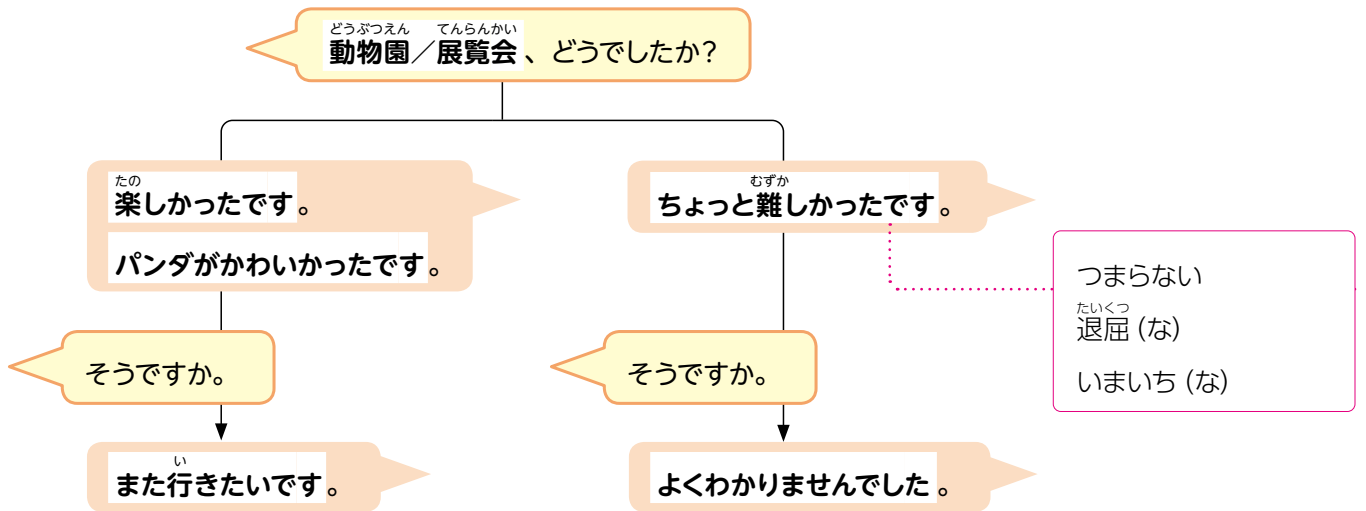 どうぶつえん てんらんかい
動物園／展覧会、どうでしたか？
たの
楽しかったです。
パンダがかわいかったです。
そうですか。
い
また行きたいです。
むずか
ちょっと難しかったです。
つまらない
たいくつ
退屈 (な)
いまいち (な)
そうですか。
よくわかりませんでした。